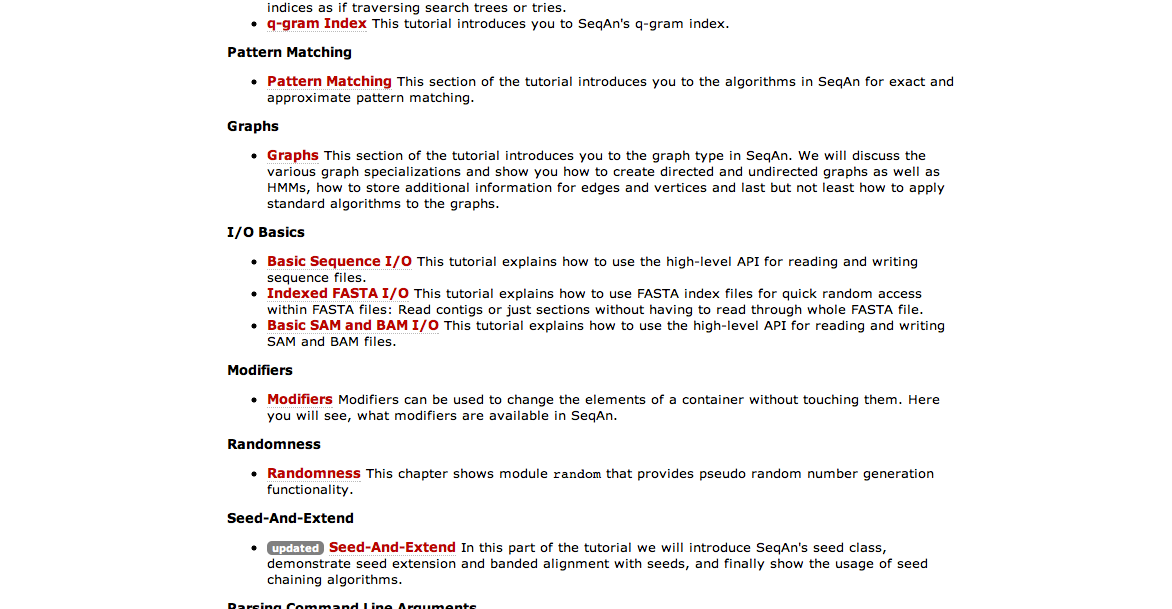 indices as if traversing search trees or tries.
• q-gram Index This tutorial introduces you to SeqAn's q-gram index.
Pattern Matching
• Pattern Matching This section of the tutorial introduces you to the algorithms in SeqAn for exact and
approximate pattern matching.
Graphs
• Graphs This section of the tutorial introduces you to the graph type in SeqAn. We will discuss the
various graph specializations and show you how to create directed and undirected graphs as well as
HMMs, how to store additional information for edges and vertices and last but not least how to apply
standard algorithms to the graphs.
I/O Basics
• Basic Sequence I/O This tutorial explains how to use the high-level API for reading and writing
sequence files.
• Indexed FASTA I/O This tutorial explains how to use FASTA index files for quick random access
within FASTA files: Read contigs or just sections without having to read through whole FASTA file.
• Basic SAM and BAM I/O This tutorial explains how to use the high-level API for reading and writing
SAM and BAM files.
Modifiers
• Modifiers Modifiers can be used to change the elements of a container without touching them. Here
you will see, what modifiers are available in SeqAn.
Randomness
• Randomness This chapter shows module random that provides pseudo random number generation
functionality.
Seed-And-Extend
• updated Seed-And-Extend In this part of the tutorial we will introduce SeqAn's seed class,
demonstrate seed extension and banded alignment with seeds, and finally show the usage of seed
chaining algorithms.
Parsing Command Line Arguments